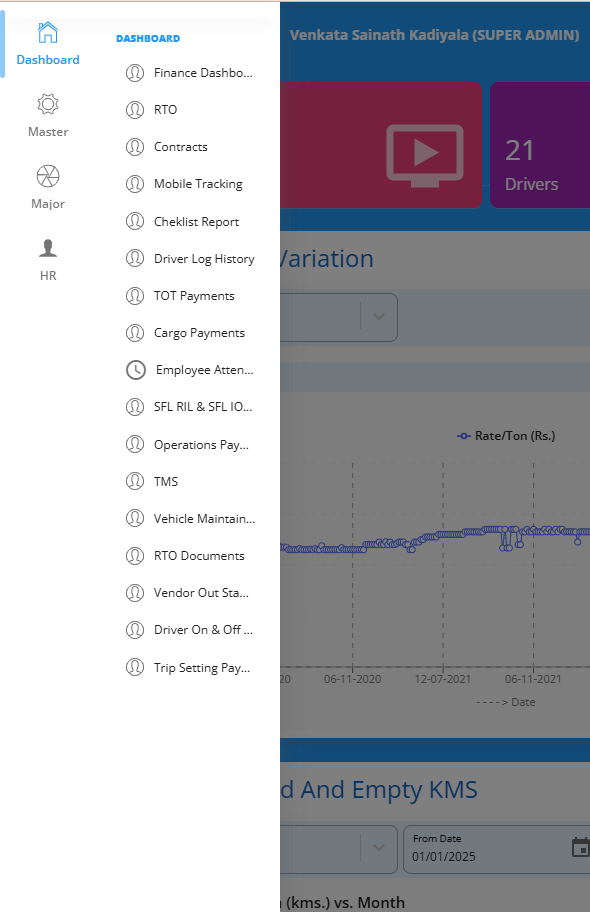 Dashboard
Master
Major
HR
DASHBOARD
Finance Dashbo...
RTO
Contracts
Mobile Tracking
Cheklist Report
Driver Log History
TOT Payments
Cargo Payments
Employee Atten...
SFL RIL & SFL IO...
Operations Pay...
TMS
Vehicle Maintain...
RTO Documents
Vendor Out Sta...
Driver On & Off ...
Trip Setting Pay...
Venkata Sainath Kadiyala (SUPER ADMIN)
21
Drivers
Variation
Rate/Ton (Rs.)
20 06-11-2020 12-07-2021 06-11-2021
----> Date
d And Empty KMS
From Date
01/01/2025
(kms.) vs. Month